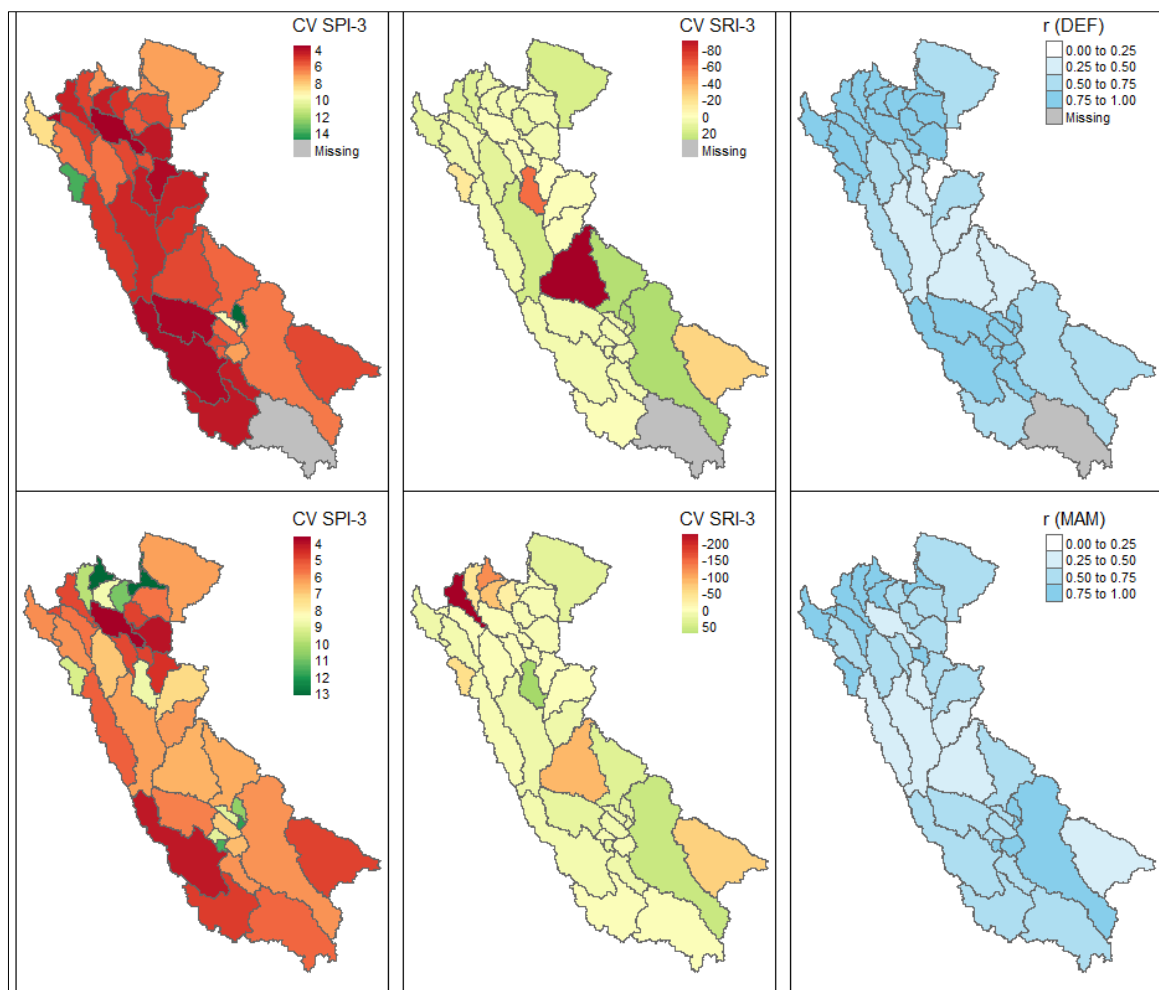 CV SPI-3
4
6
8
10
12
14
Missing
CV SRI-3
-80
-60
-40
-20
0
20
Missing
r (DEF)
0.00 to 0.25
0.25 to 0.50
0.50 to 0.75
0.75 to 1.00
Missing
CV SPI-3
4
5
6
7
8
9
10
11
12
13
CV SRI-3
-200
-150
-100
-50
0
50
r (MAM)
0.00 to 0.25
0.25 to 0.50
0.50 to 0.75
0.75 to 1.00